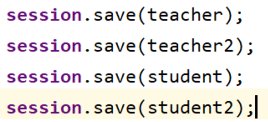 session.save(teacher);
session.save(teacher2);
session.save(student);
session.save(student2);